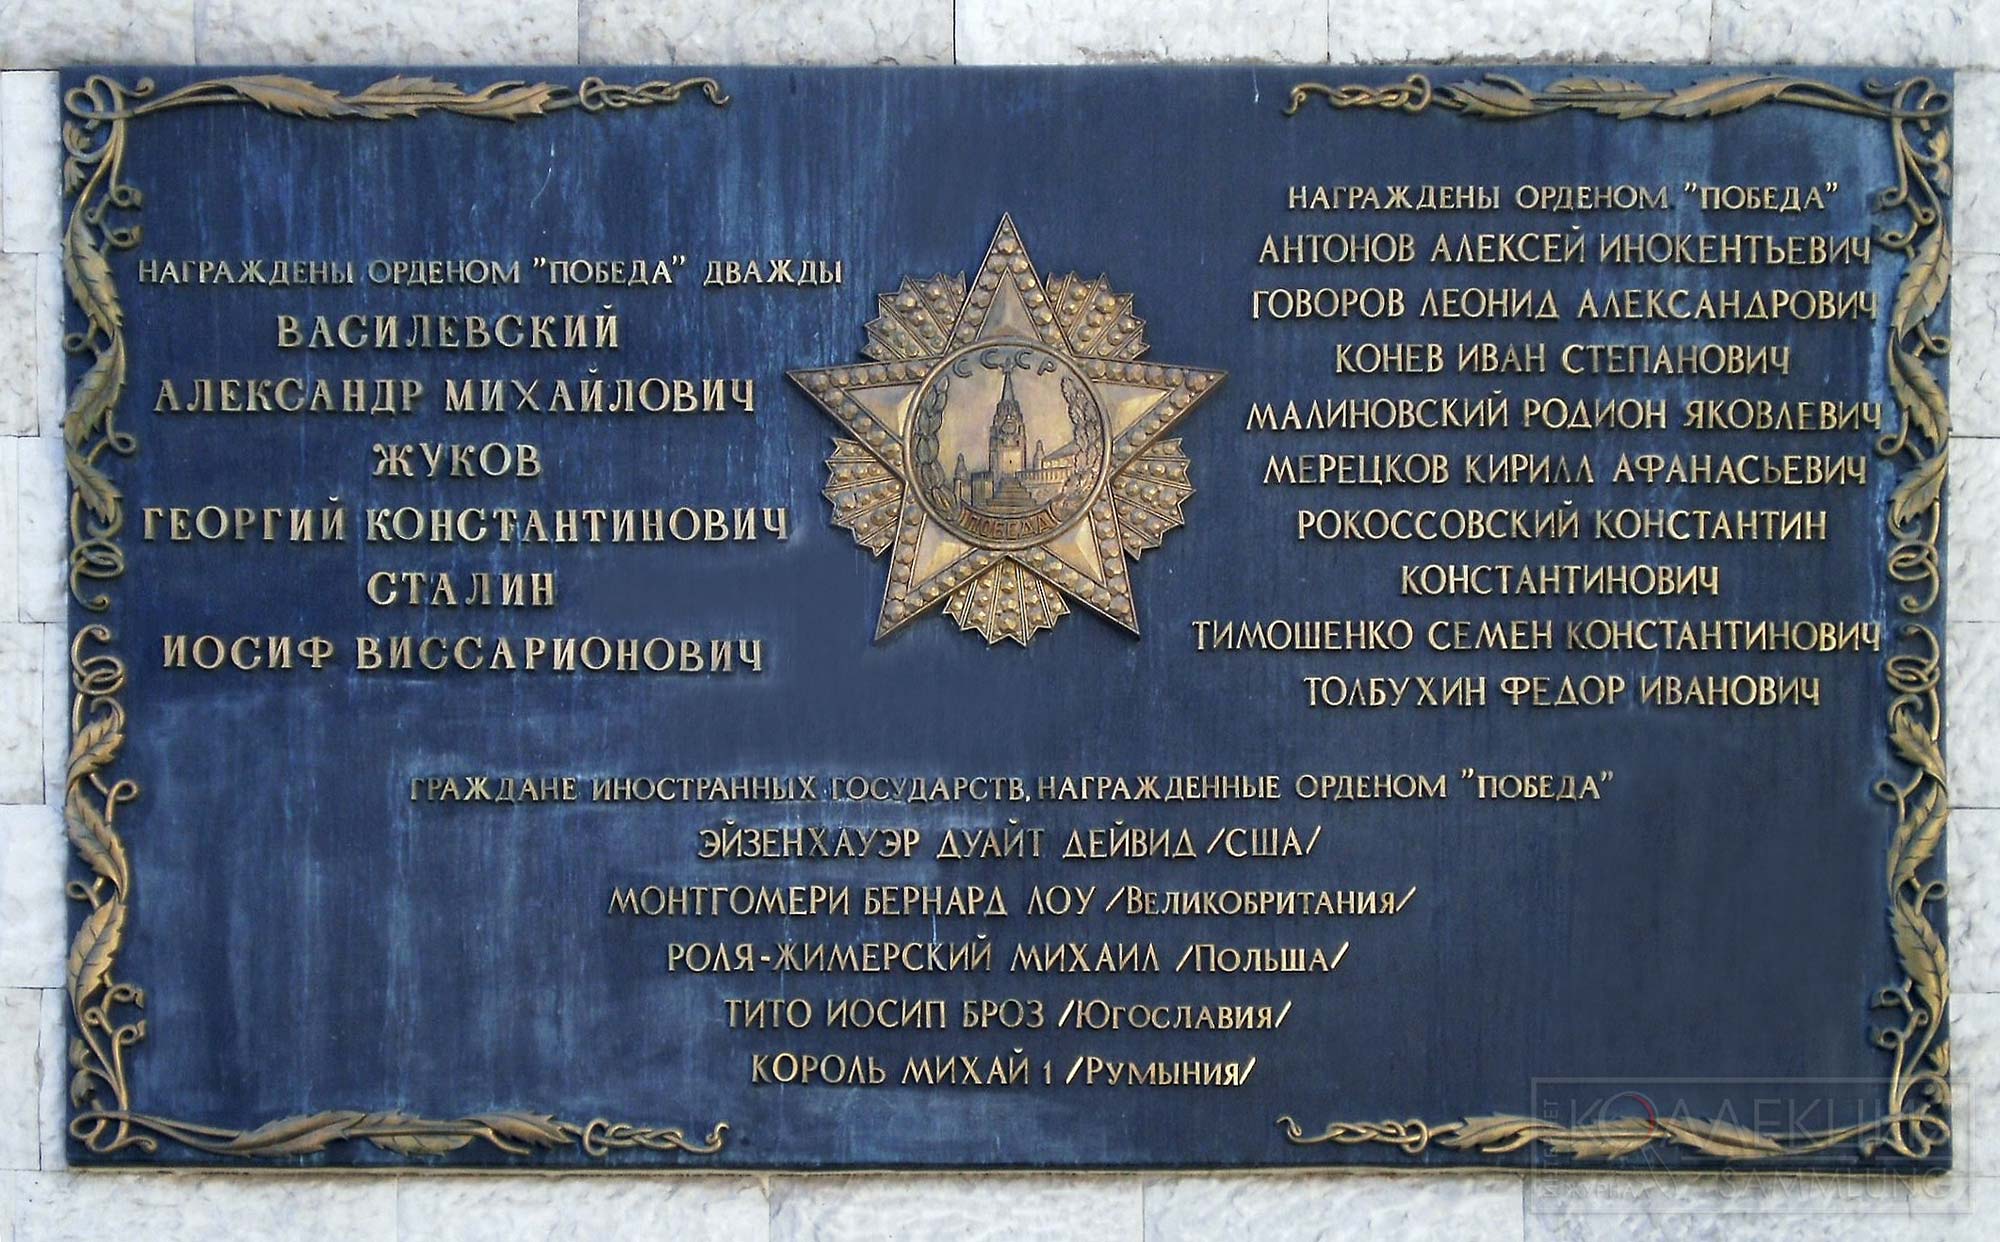 НАГРАЖДЕНЫ ОРДЕНОМ "ПОБЕДА" ДВАЖДЫ
ВАСИЛЕВСКИЙ
АЛЕКСАНДР МИХАЙЛОВИЧ
ЖУКОВ
ГЕОРГИЙ КОНСТАНТИНОВИЧ
СТАЛИН
ИОСИФ ВИССАРИОНОВИЧ
СССР
ПОБЕДА
НАГРАЖДЕНЫ ОРДЕНОМ "ПОБЕДА"
АНТОНОВ АЛЕКСЕЙ ИНОКЕНТЬЕВИЧ
ГОВОРОВ ЛЕОНИД АЛЕКСАНДРОВИЧ
КОНЕВ ИВАН СТЕПАНОВИЧ
МАЛИНОВСКИЙ РОДИОН ЯКОВЛЕВИЧ
МЕРЕЦКОВ КИРИЛЛ АФАНАСЬЕВИЧ
РОКОССОВСКИЙ КОНСТАНТИН
КОНСТАНТИНОВИЧ
ТИМОШЕНКО СЕМЕН КОНСТАНТИНОВИЧ
ТОЛБУХИН ФЕДОР ИВАНОВИЧ
ГРАЖДАНЕ ИНОСТРАННЫХ ГОСУДАРСТВ, НАГРАЖДЕННЫЕ ОРДЕНОМ "ПОБЕДА"
ЭЙЗЕНХАУЭР ДУАЙТ ДЕЙВИД /США/
МОНТГОМЕРИ БЕРНАРД ЛОУ /ВЕЛИКОБРИТАНИЯ/
РОЛЯ-ЖИМЕРСКИЙ МИХАИЛ /ПОЛЬША/
ТИТО ИОСИП БРОЗ /ЮГОСЛАВИЯ/
КОРОЛЬ МИХАЙ 1 /РУМЫНИЯ/
SAMMLUNG